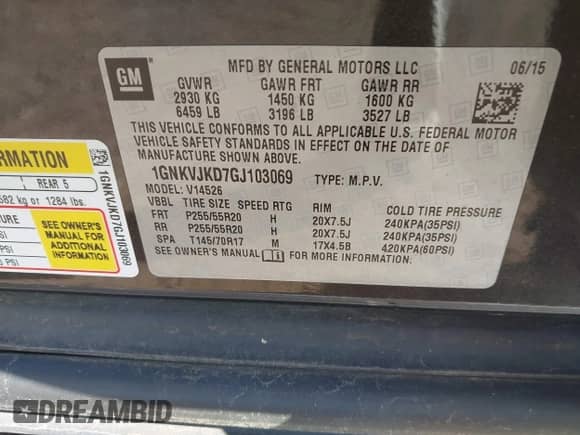 GM
MFD BY GENERAL MOTORS LLC
06/15
GVWR GAWR FRT GAWR RR
2930 KG 1450 KG 1600 KG
6459 LB 3196 LB 3527 LB
THIS VEHICLE CONFORMS TO ALL APPLICABLE U.S. FEDERAL MOTOR
VEHICLE SAFETY STANDARDS IN EFFECT ON THE DATE OF
MANUFACTURE SHOWN ABOVE.
1GNKVJKD7GJ103069 TYPE: M.P.V.
MODEL: V14526
VBBL TIRE SIZE SPEED RTG RIM COLD TIRE PRESSURE
FRT P255/55R20 H 20X7.5J 240KPA(35PSI)
RR P255/55R20 H 20X7.5J 240KPA(35PSI)
SPA T145/70R17 M 17X4.5B 420KPA(60PSI)
SEE OWNER'S MANUAL FOR MORE INFORMATION.
REAR 5
582 kg or 1284 lbs.
SEE OWNER'S
MANUAL FOR
ADDITIONAL
INFORMATION
1GNKVJKD7GJ103069
DREAMBID